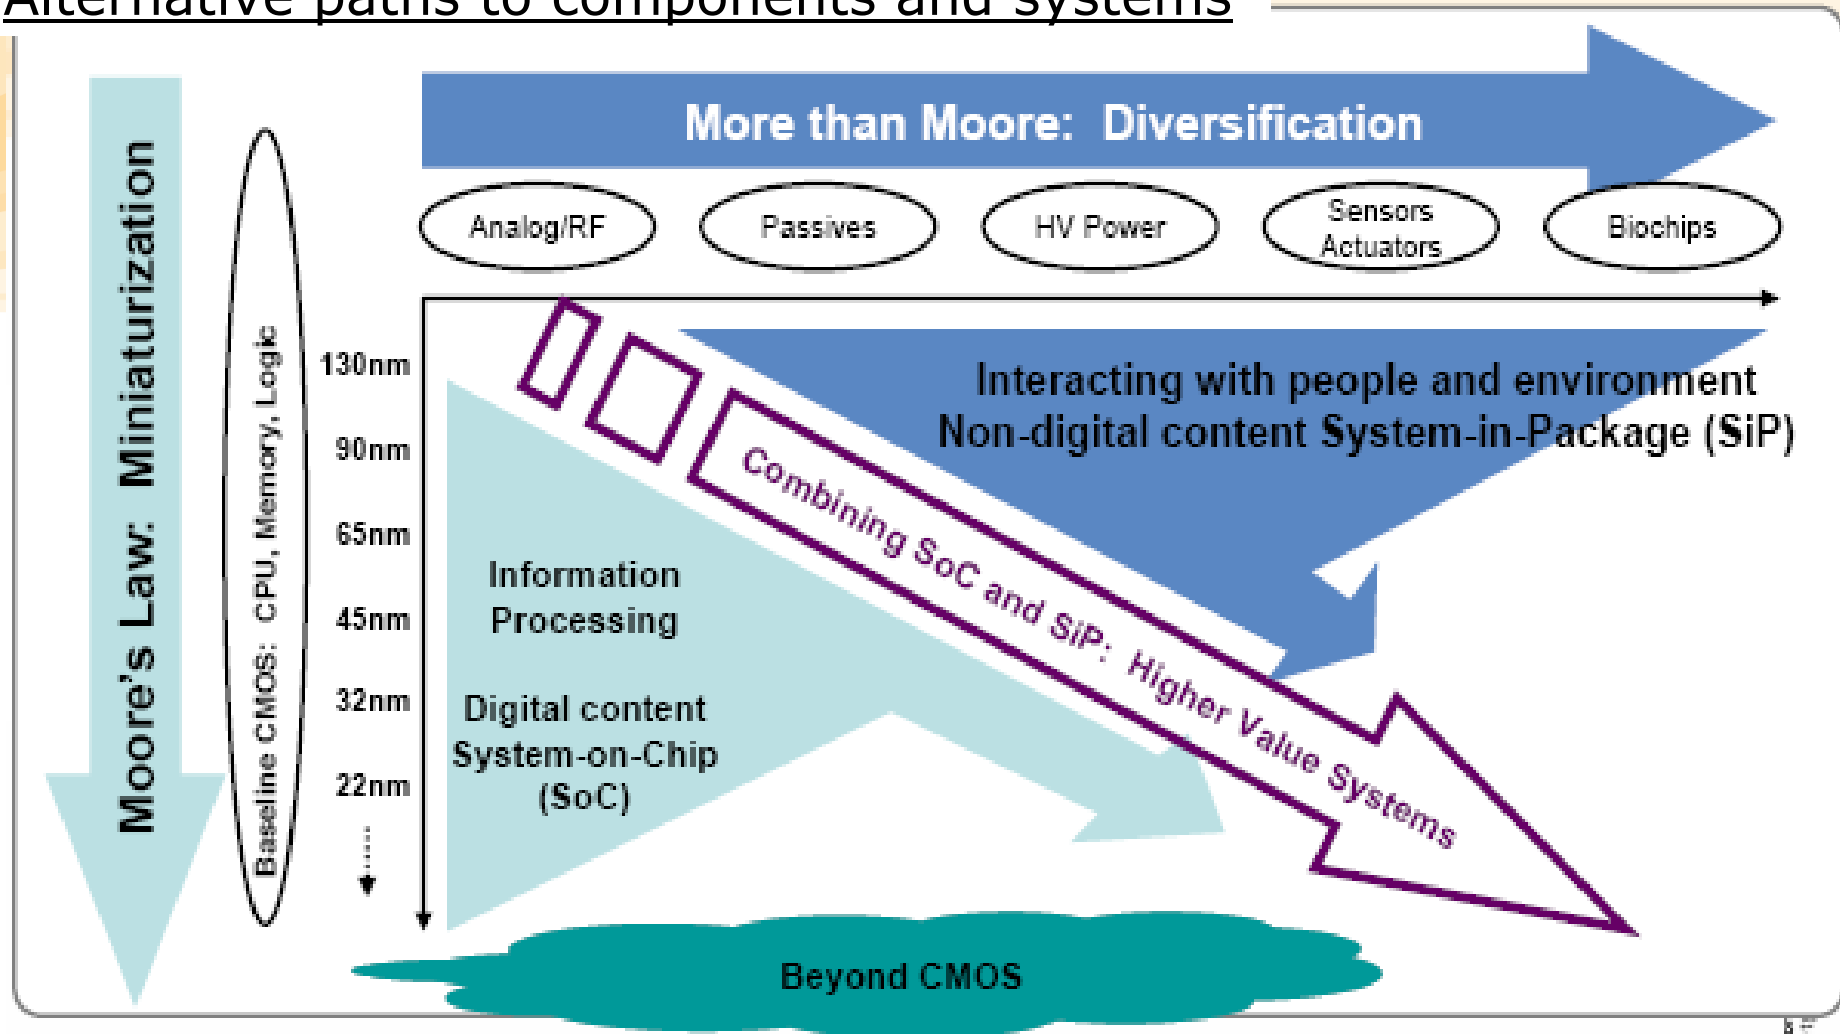 Alternative paths to components and systems
More than Moore: Diversification
Analog/RF
Passives
HV Power
Sensors
Actuators
Biochips
Moore's Law: Miniaturization
Baseline CMOS: CPU, Memory, Logic
130nm
90nm
65nm
45nm
32nm
22nm
Interacting with people and environment
Non-digital content System-in-Package (SiP)
Combining SoC and SiP: Higher Value Systems
Information
Processing
Digital content
System-on-Chip
(SoC)
Beyond CMOS